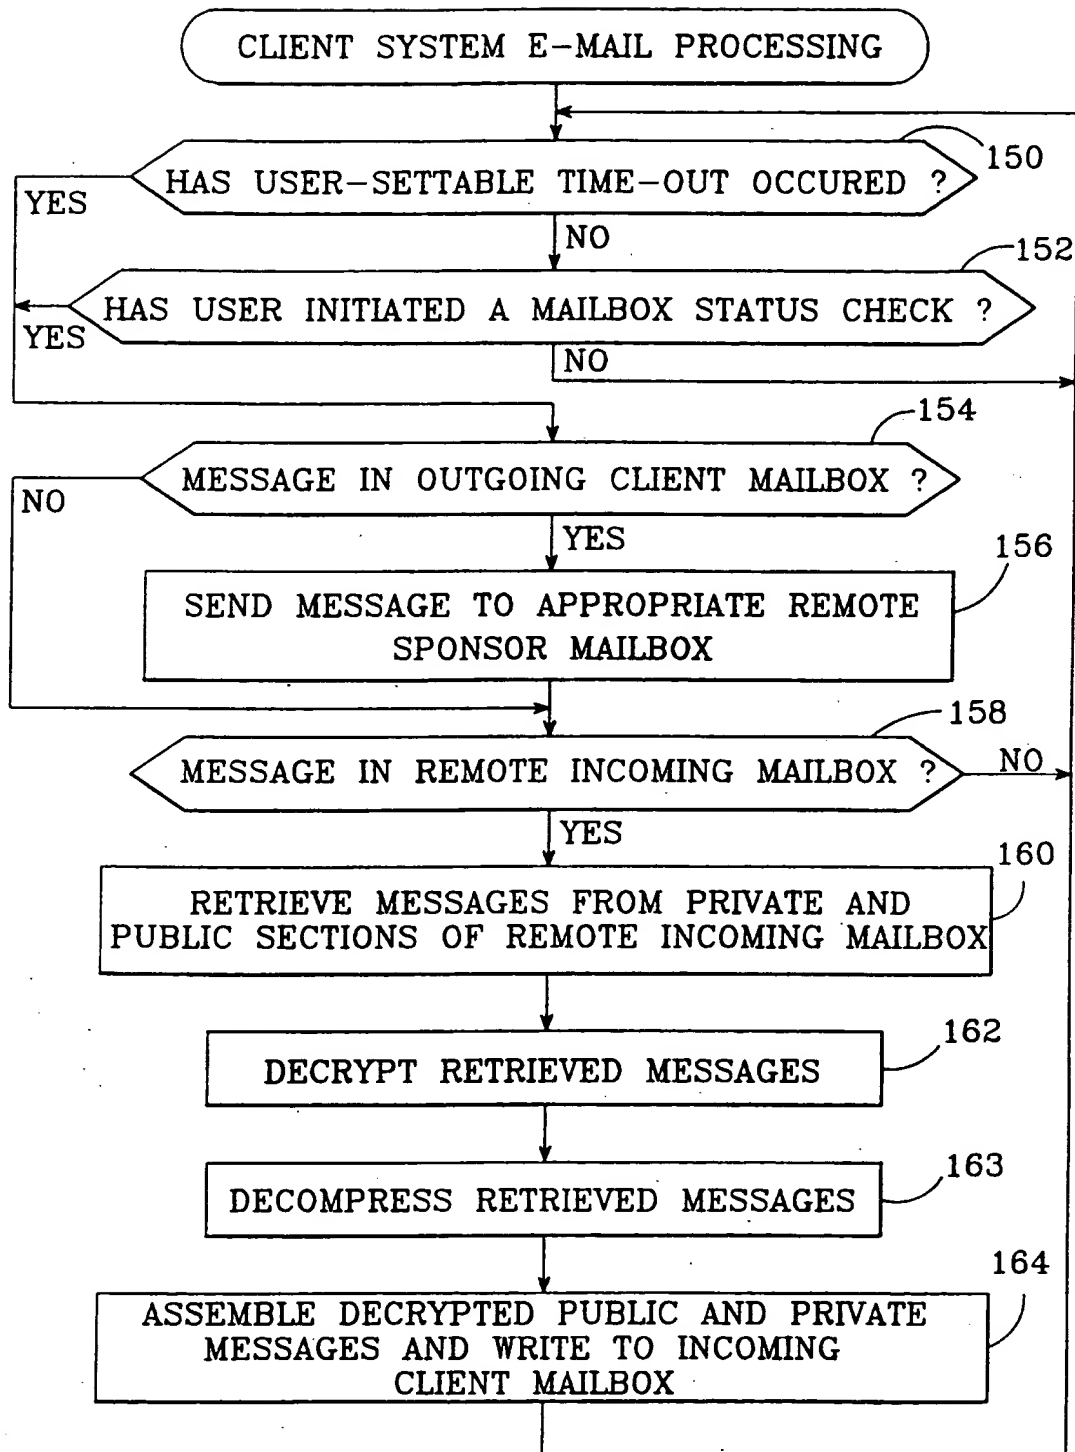 CLIENT SYSTEM E-MAIL PROCESSING
150
HAS USER-SETTABLE TIME-OUT OCCURED ?
YES
NO
152
HAS USER INITIATED A MAILBOX STATUS CHECK ?
YES
NO
154
MESSAGE IN OUTGOING CLIENT MAILBOX ?
NO
YES
156
SEND MESSAGE TO APPROPRIATE REMOTE
SPONSOR MAILBOX
158
MESSAGE IN REMOTE INCOMING MAILBOX ?
NO
YES
160
RETRIEVE MESSAGES FROM PRIVATE AND
PUBLIC SECTIONS OF REMOTE INCOMING MAILBOX
162
DECRYPT RETRIEVED MESSAGES
163
DECOMPRESS RETRIEVED MESSAGES
164
ASSEMBLE DECRYPTED PUBLIC AND PRIVATE
MESSAGES AND WRITE TO INCOMING
CLIENT MAILBOX